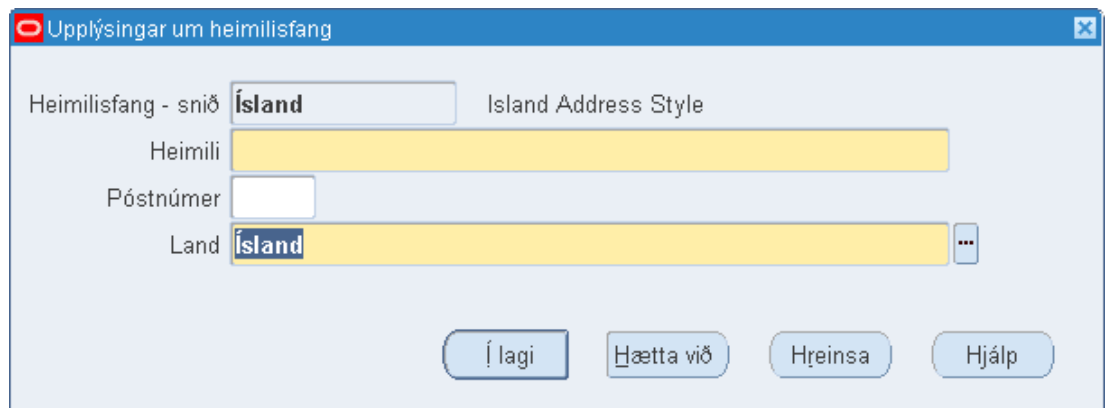 Upplýsingar um heimilisfang
Heimilisfang - snið Ísland Island Address Style
Heimili
Póstnúmer
Land Ísland ...
Í lagi Hætta við Hreinsa Hjálp